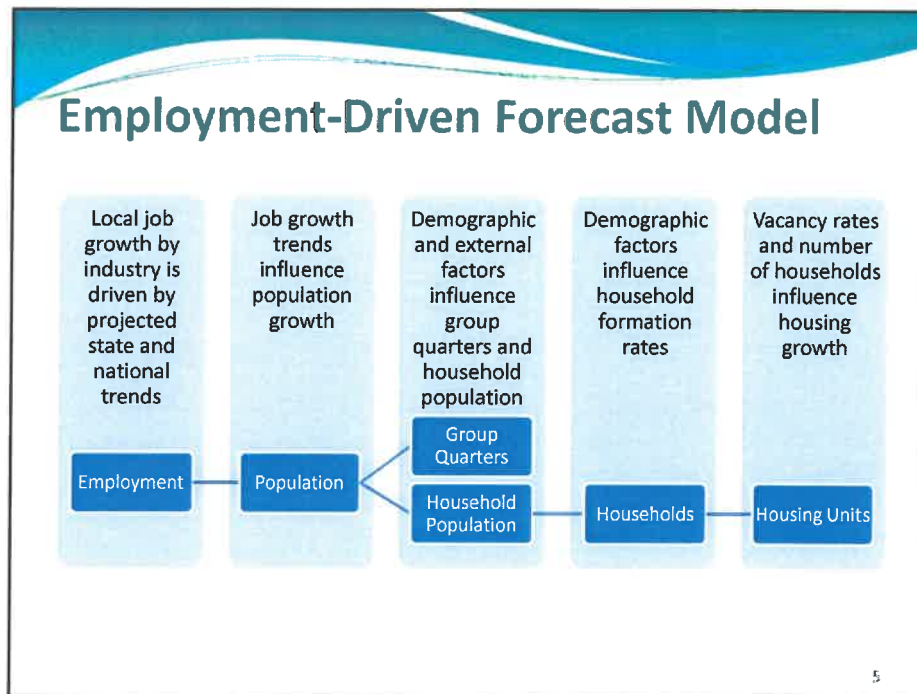 Employment-Driven Forecast Model
Local job
growth by
industry is
driven by
projected
state and
national
trends
Job growth
trends
influence
population
growth
Demographic
and external
factors
influence
group
quarters and
household
population
Demographic
factors
influence
household
formation
rates
Vacancy rates
and number
of households
influence
housing
growth
Employment
Population
Group
Quarters
Household
Population
Households
Housing Units
5